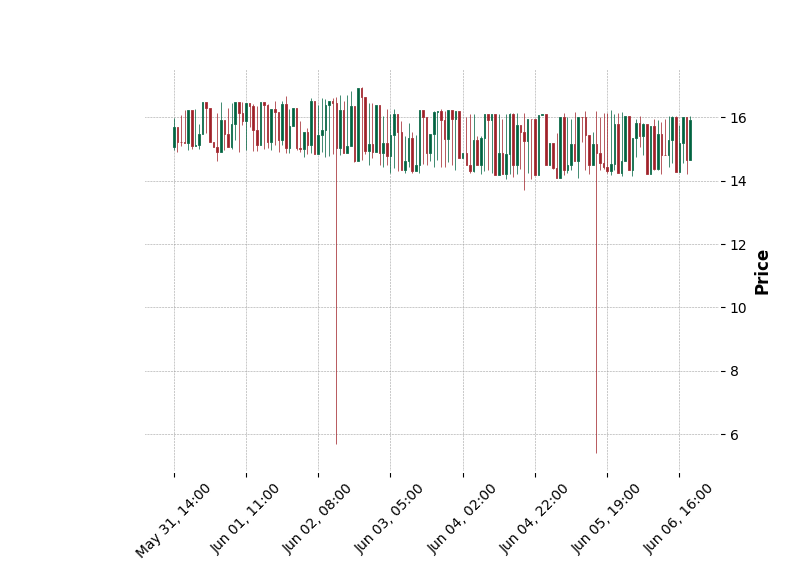 16
14
12
10
8
6
Price
May 31, 14:00
Jun 01, 11:00
Jun 02, 08:00
Jun 03, 05:00
Jun 04, 02:00
Jun 04, 22:00
Jun 05, 19:00
Jun 06, 16:00